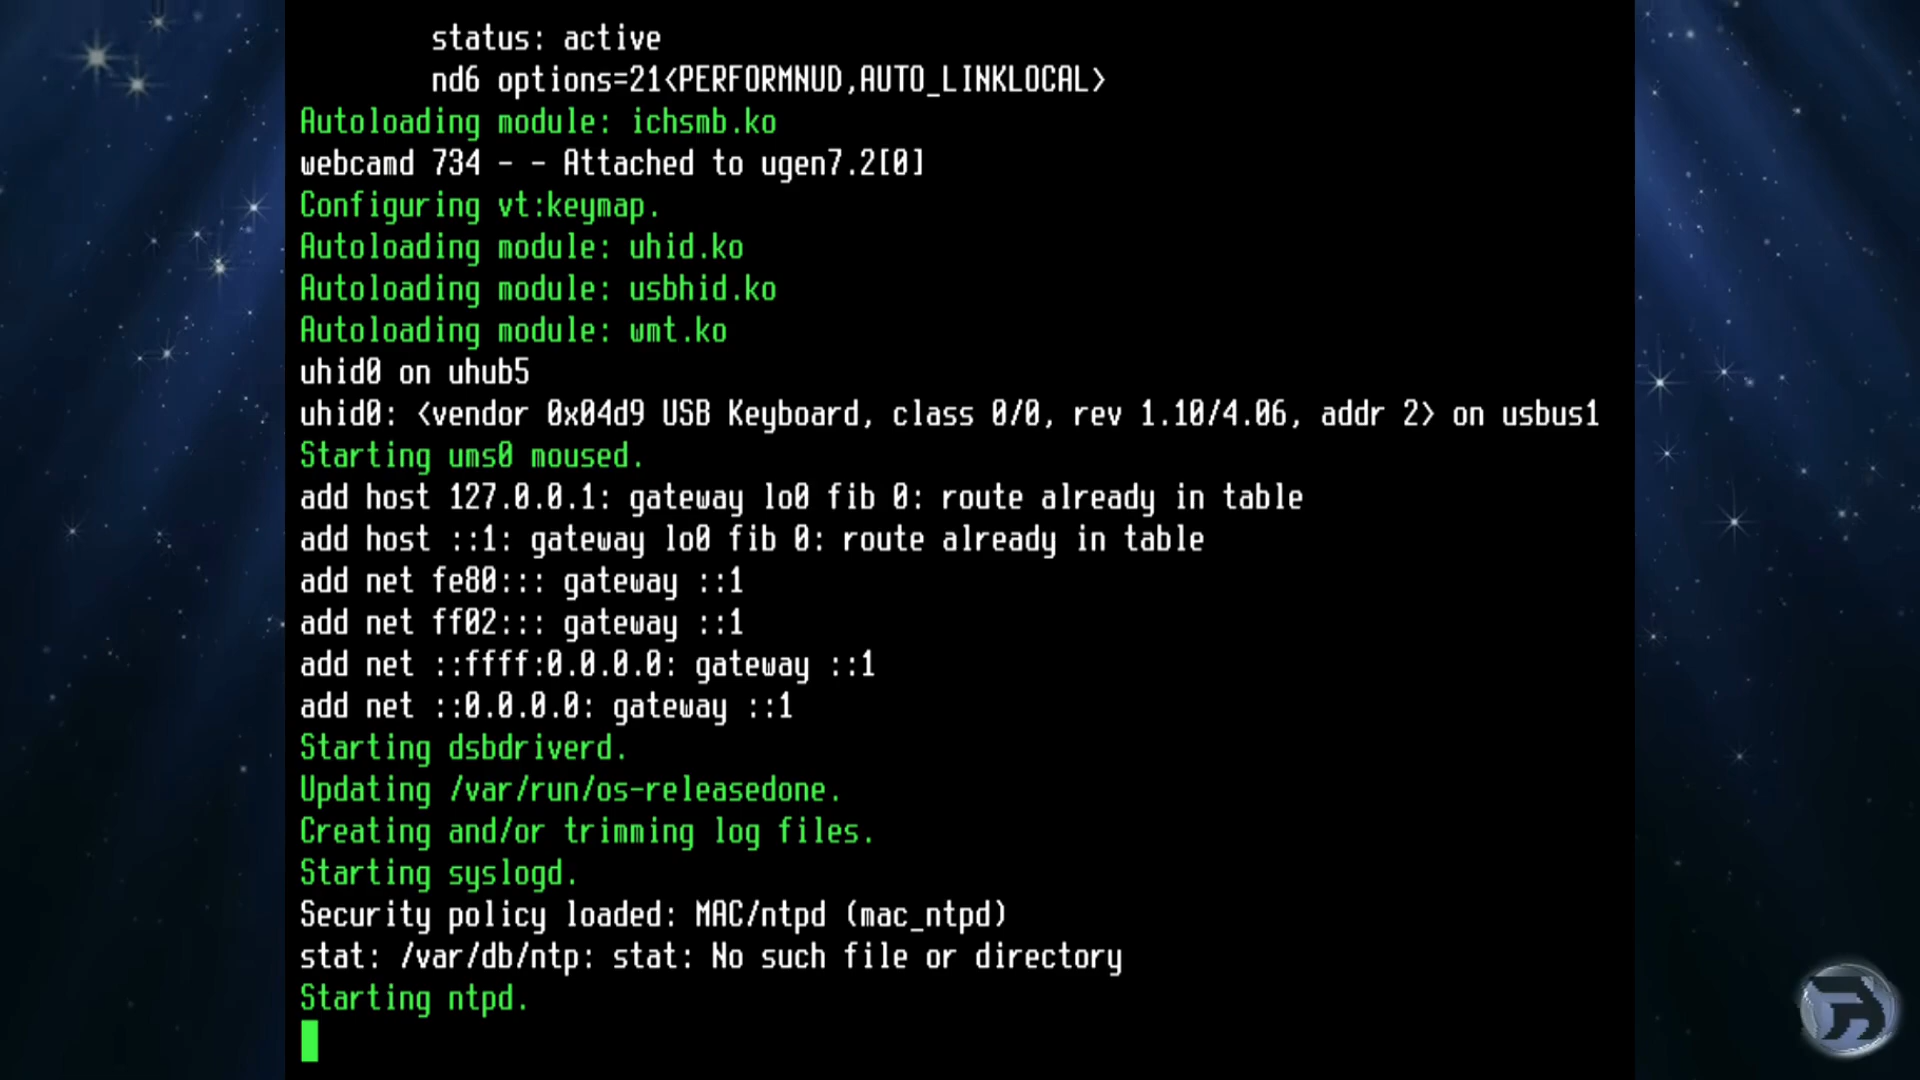 status: active
nd6 options=21<PERFORMNUD,AUTO_LINKLOCAL>
Autoloading module: ichsmb.ko
webcamd 734 - - Attached to ugen7.2[0]
Configuring vt:keymap.
Autoloading module: uhid.ko
Autoloading module: usbhid.ko
Autoloading module: wmt.ko
uhid0 on uhub5
uhid0: <vendor 0x04d9 USB Keyboard, class 0/0, rev 1.10/4.06, addr 2> on usbus1
Starting ums0 moused.
add host 127.0.0.1: gateway lo0 fib 0: route already in table
add host ::1: gateway lo0 fib 0: route already in table
add net fe80::: gateway ::1
add net ff02::: gateway ::1
add net ::ffff:0.0.0.0: gateway ::1
add net ::0.0.0.0: gateway ::1
Starting dsbdriverd.
Updating /var/run/os-releasedone.
Creating and/or trimming log files.
Starting syslogd.
Security policy loaded: MAC/ntpd (mac_ntpd)
stat: /var/db/ntp: stat: No such file or directory
Starting ntpd.